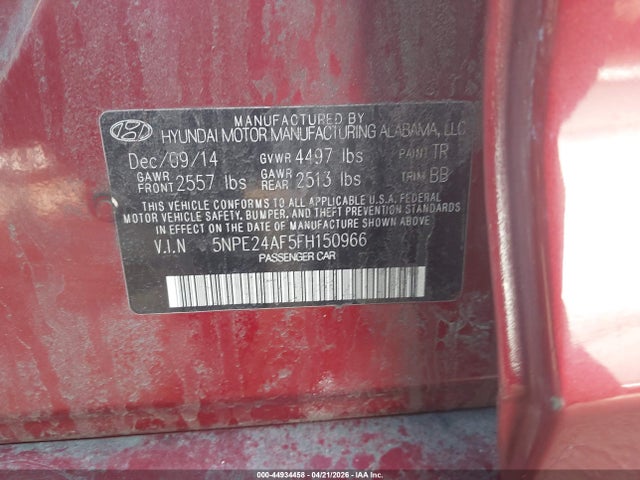 MANUFACTURED BY
HYUNDAI MOTOR MANUFACTURING ALABAMA, LLC
Dec/09/14 GVWR 4497 lbs PAINT TR
GAWR FRONT 2557 lbs GAWR REAR 2513 lbs TRIM BB
THIS VEHICLE CONFORMS TO ALL APPLICABLE U.S.A. FEDERAL
MOTOR VEHICLE SAFETY, BUMPER, AND THEFT PREVENTION STANDARDS
IN EFFECT ON THE DATE OF MANUFACTURE SHOWN ABOVE.
V.I.N 5NPE24AF5FH150966
PASSENGER CAR
000-44934458 - 04/21/2026 - IAA Inc.